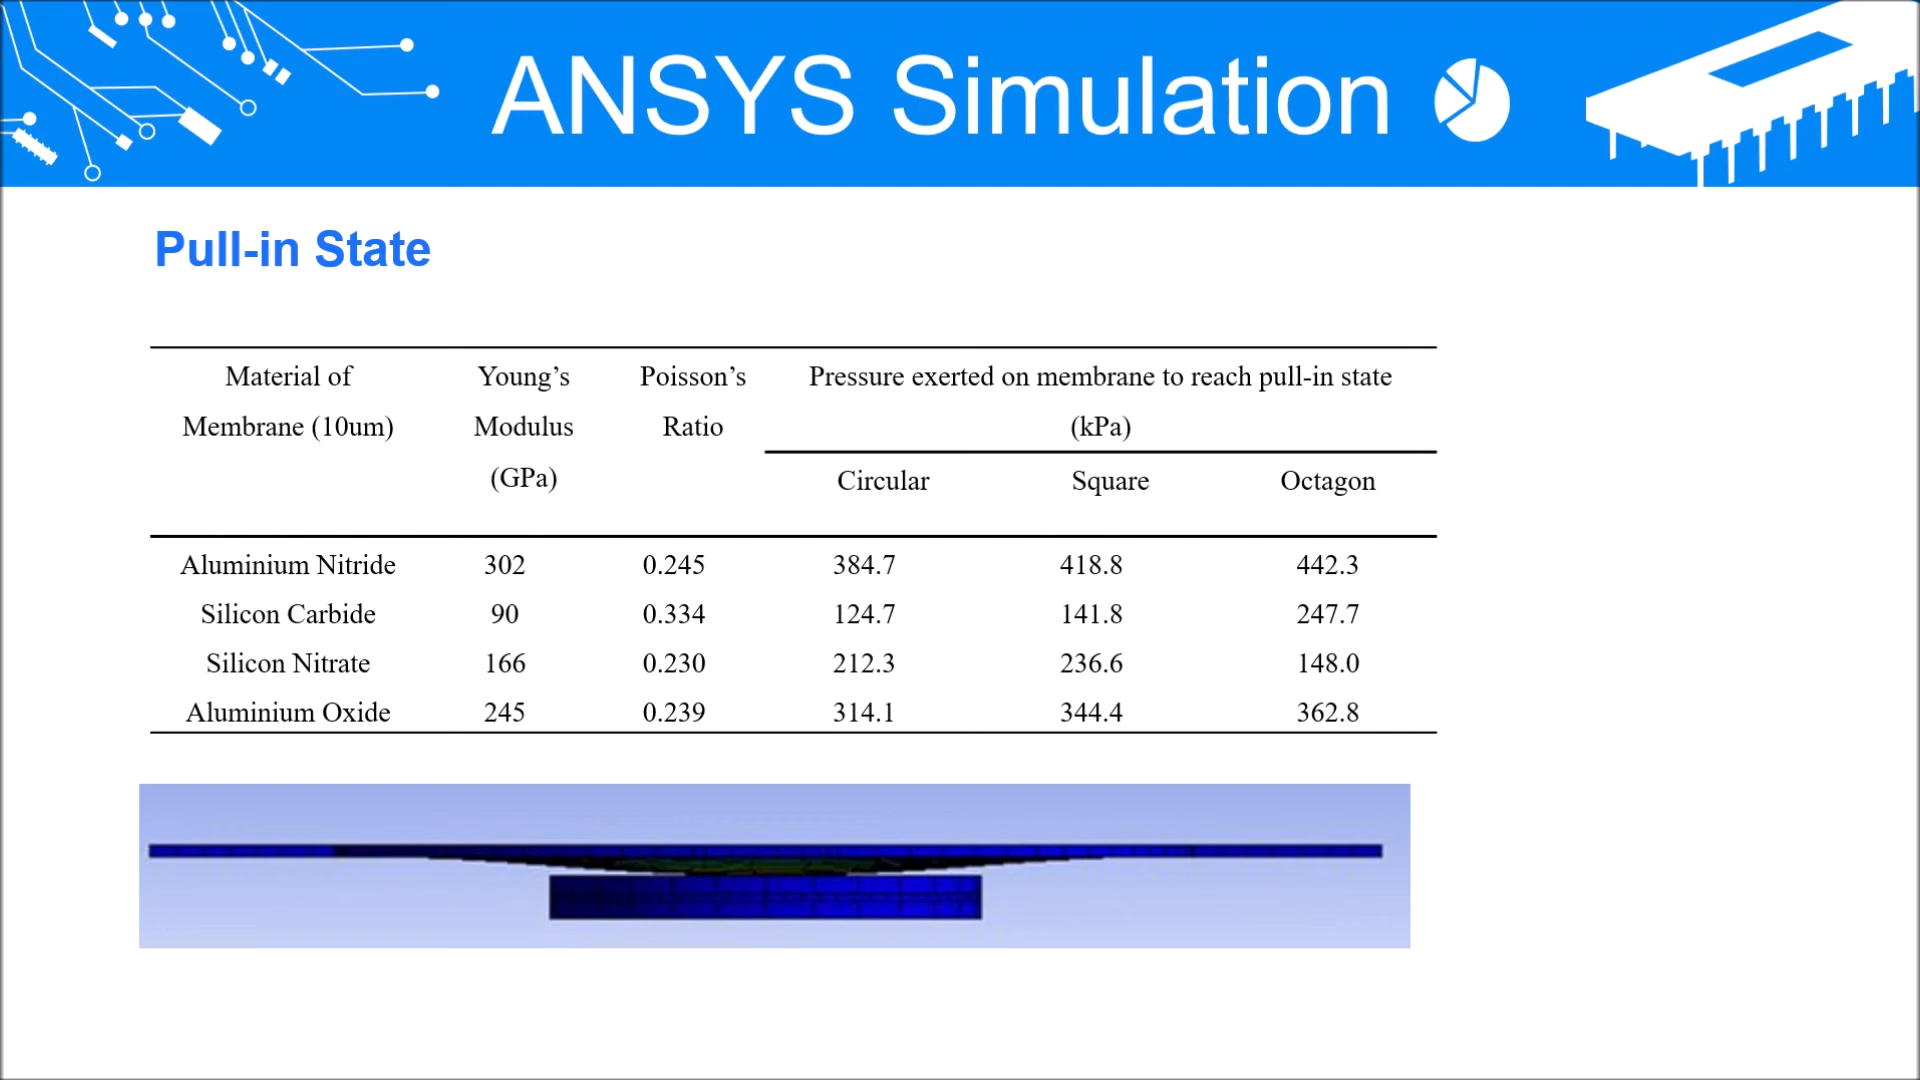 ANSYS Simulation
Pull-in State
Material of Young’s Poisson’s Pressure exerted on membrane to reach pull-in state
Membrane (10um) Modulus Ratio (kPa)
(GPa) Circular Square Octagon
Aluminium Nitride 302 0.245 384.7 418.8 442.3
Silicon Carbide 90 0.334 124.7 141.8 247.7
Silicon Nitrate 166 0.230 212.3 236.6 148.0
Aluminium Oxide 245 0.239 314.1 344.4 362.8